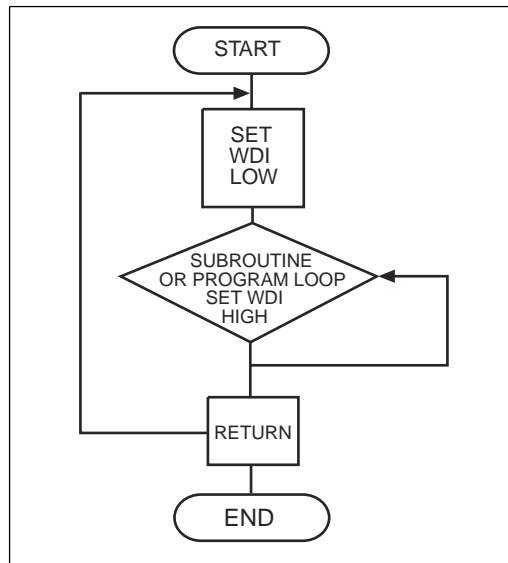 START
SET
WDI
LOW
SUBROUTINE
OR PROGRAM LOOP
SET WDI
HIGH
RETURN
END